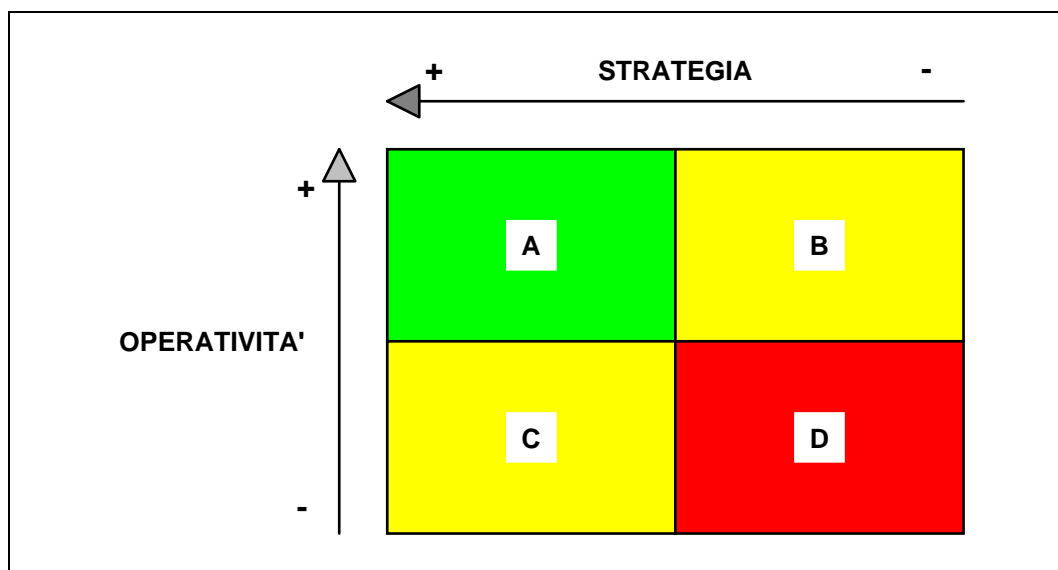 + STRATEGIA -
+
A B
OPERATIVITA'
C D
-